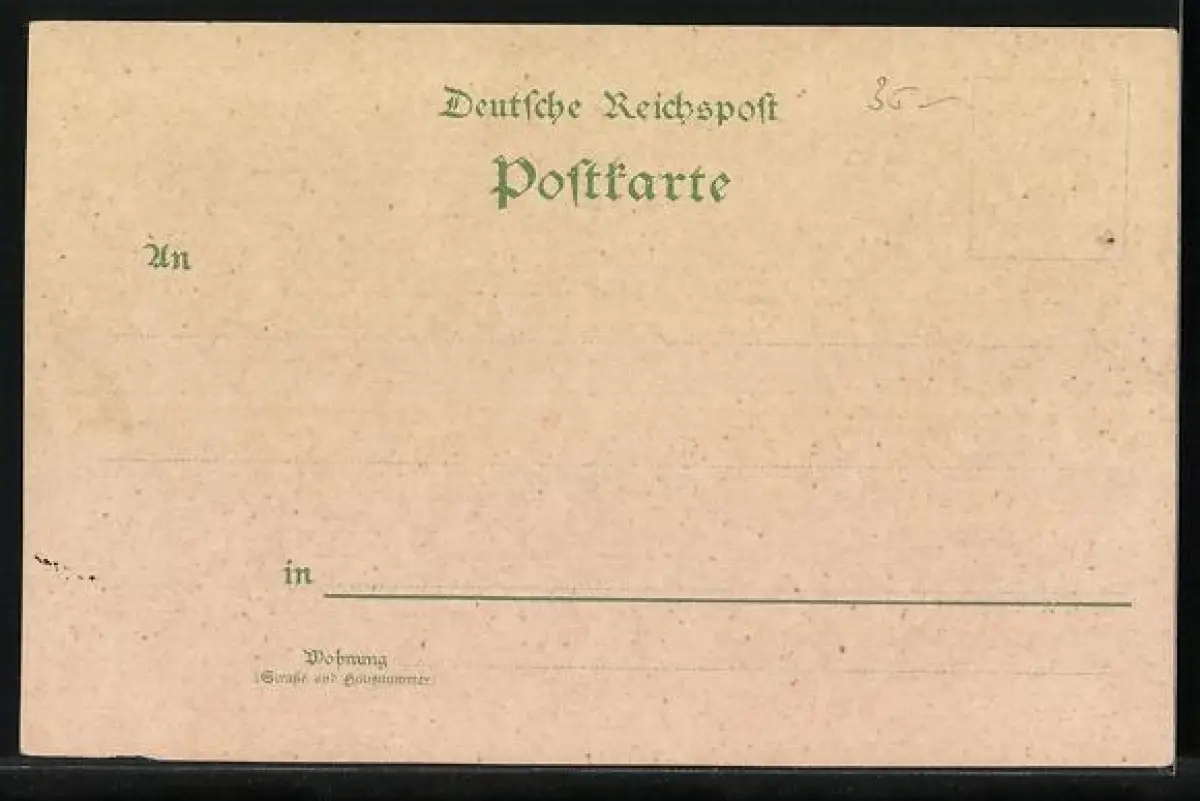 Deutſche Reichspoſt
35 –
Poſtkarte
An
in
Wohnung
(Straße und Hausnummer)